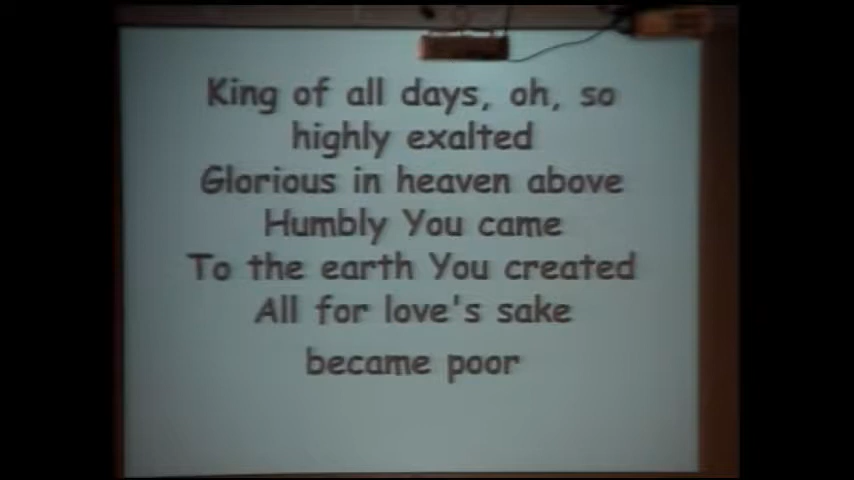 King of all days, oh, so
highly exalted
Glorious in heaven above
Humbly You came
To the earth You created
All for love's sake
became poor